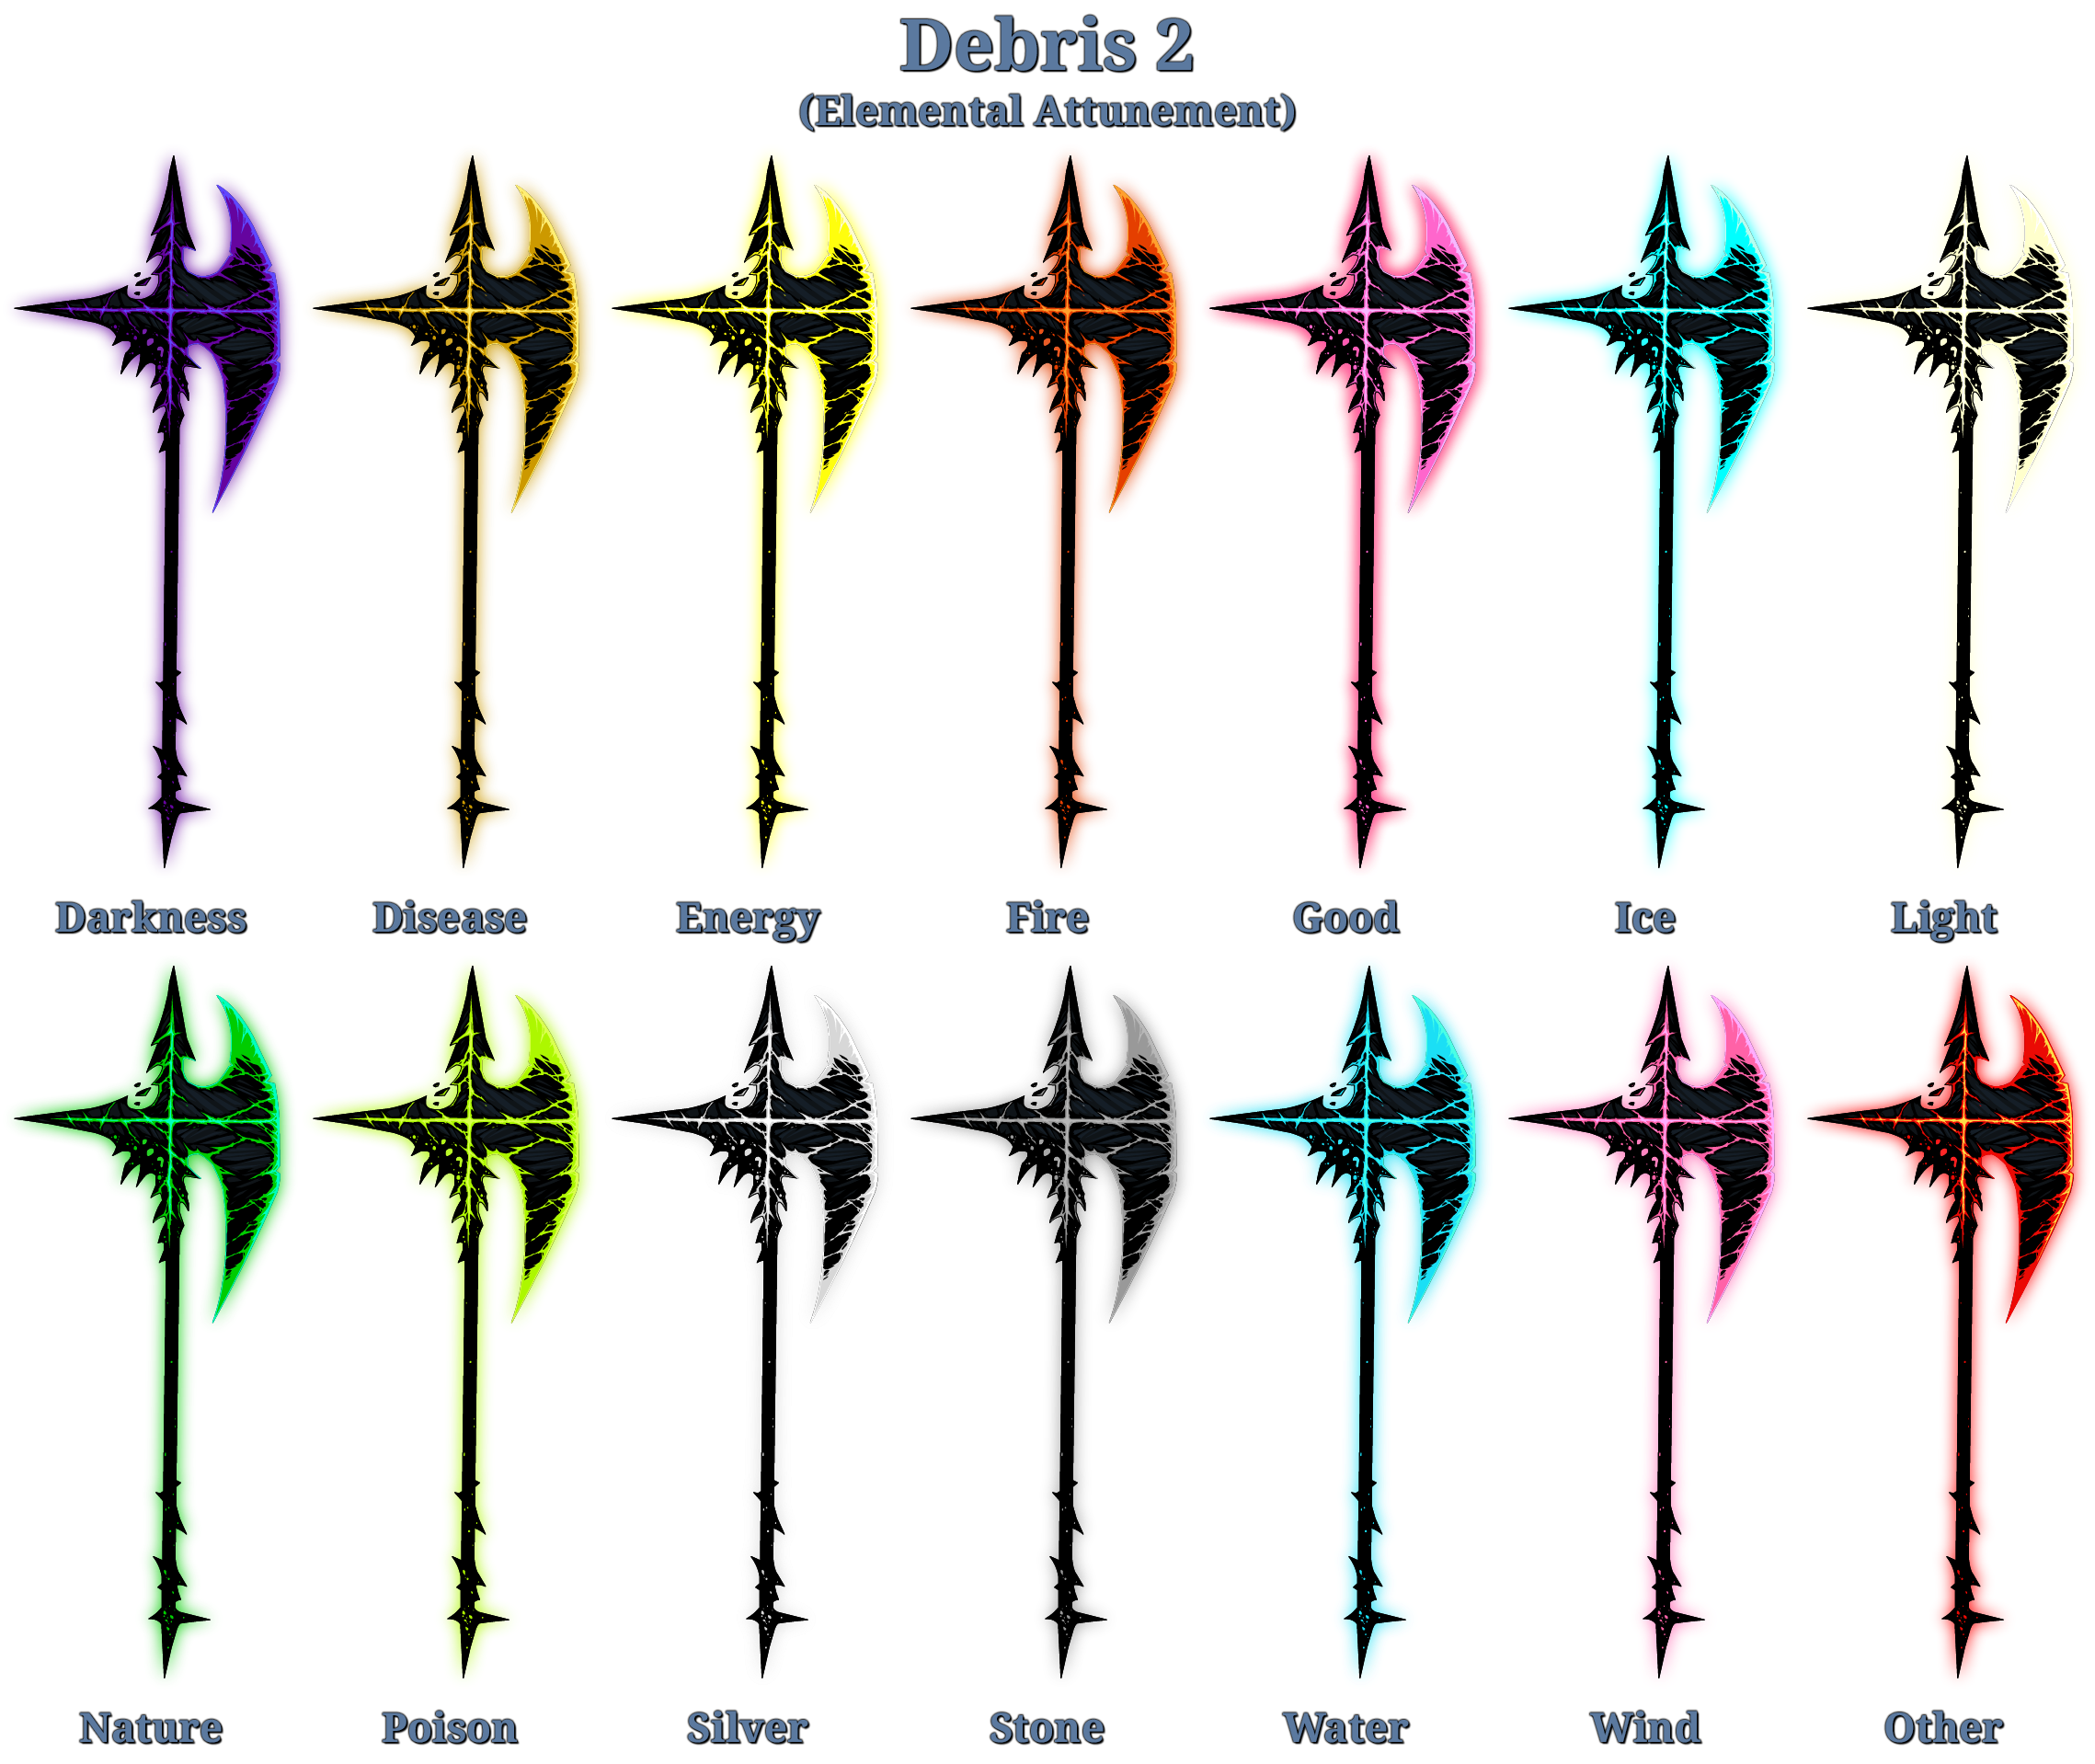 Debris 2
(Elemental Attunement)
Darkness Disease Energy Fire Good Ice Light
Nature Poison Silver Stone Water Wind Other